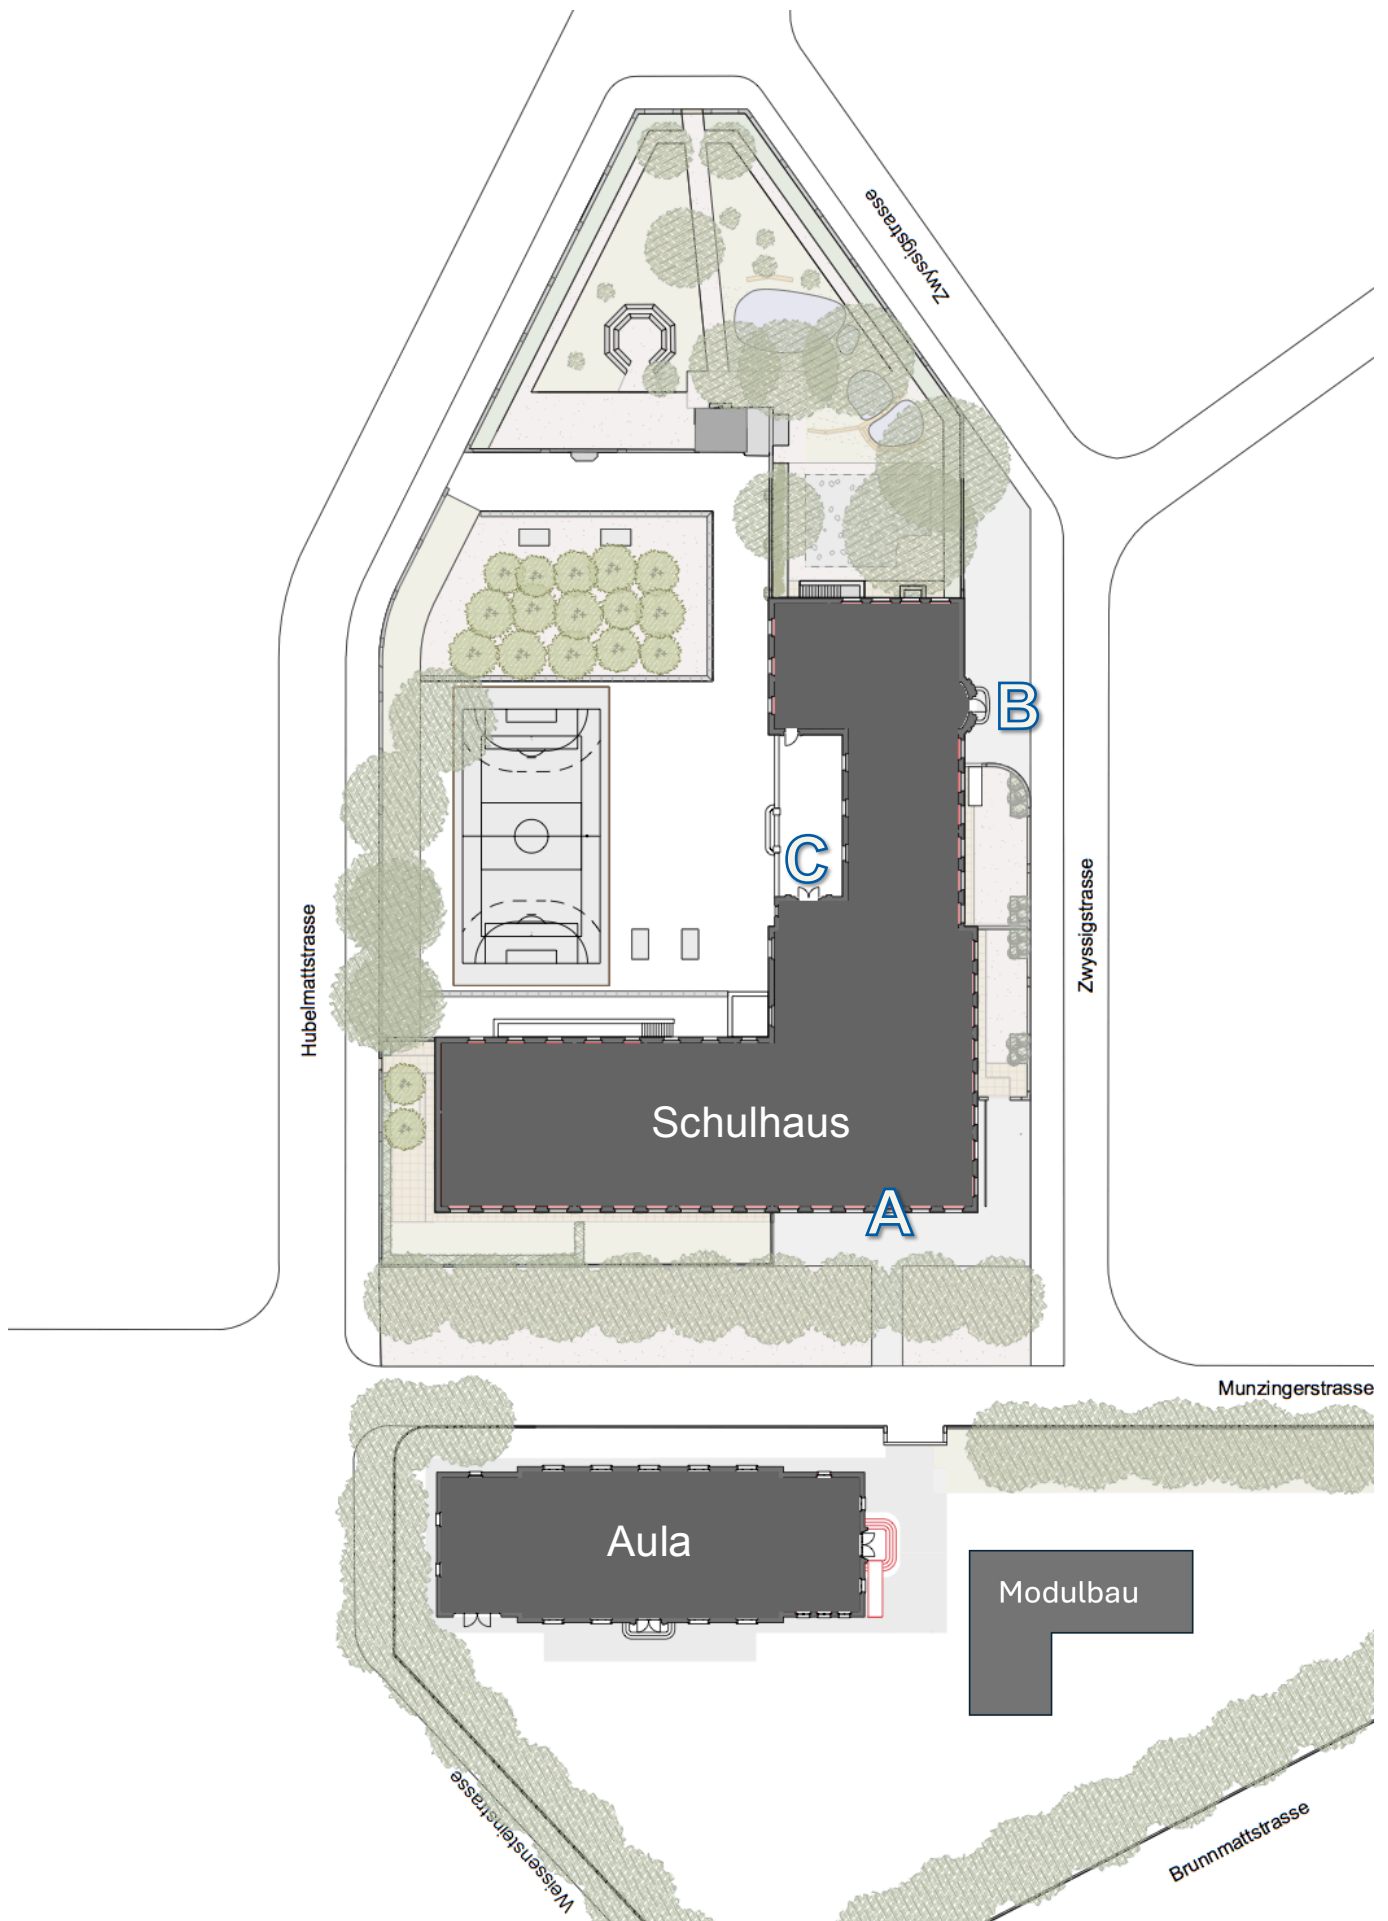 Zwyssigstrasse
B
C
Hubelmattstrasse
Zwyssigstrasse
Schulhaus
A
Munzingerstrasse
Aula
Modulbau
Weissensteinstrasse
Brunnmattstrasse